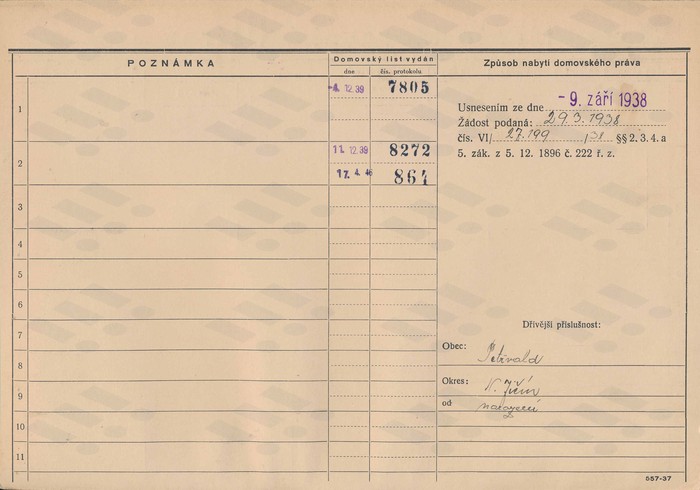 POZNÁMKA
Domovský list vydán
dne
čís. protokolu
Způsob nabytí domovského práva
1
-4. 12. 39
7805
2
11. 12. 39
8272
17. 4. 46
864
3
4
5
6
7
8
9
10
11
Usnesením ze dne - 9. září 1938
Žádost podaná: 29.3.1938
čís. VI/ 27.199 /38 §§ 2. 3. 4. a
5. zák. z 5. 12. 1896 č. 222 ř. z.
Dřívější příslušnost:
Obec: Petřvald
Okres: N. Jičín
od narození
557-37